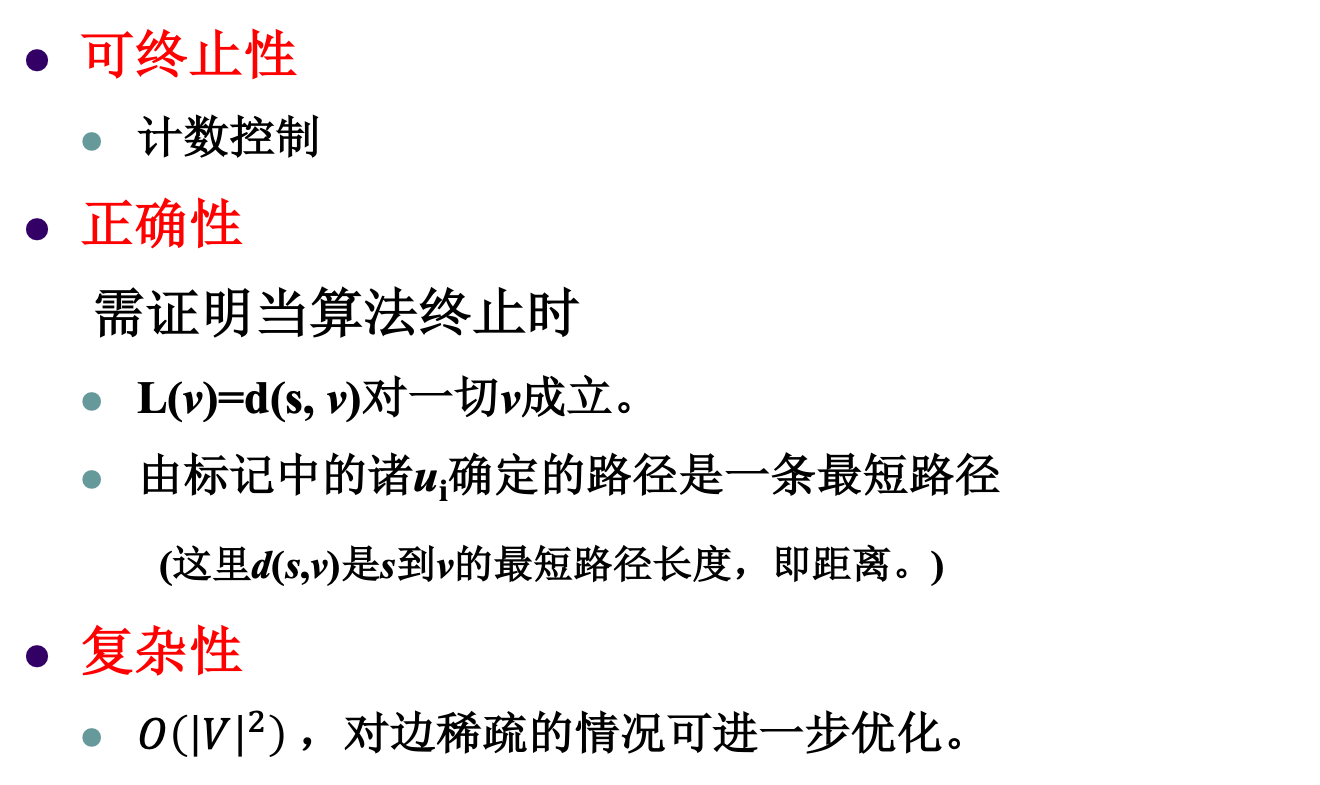 可终止性
计数控制
正确性
需证明当算法终止时
L(v)=d(s, v)对一切v成立。
由标记中的诸uᵢ确定的路径是一条最短路径
(这里d(s,v)是s到v的最短路径长度，即距离。)
复杂性
O(|V|²)，对边稀疏的情况可进一步优化。